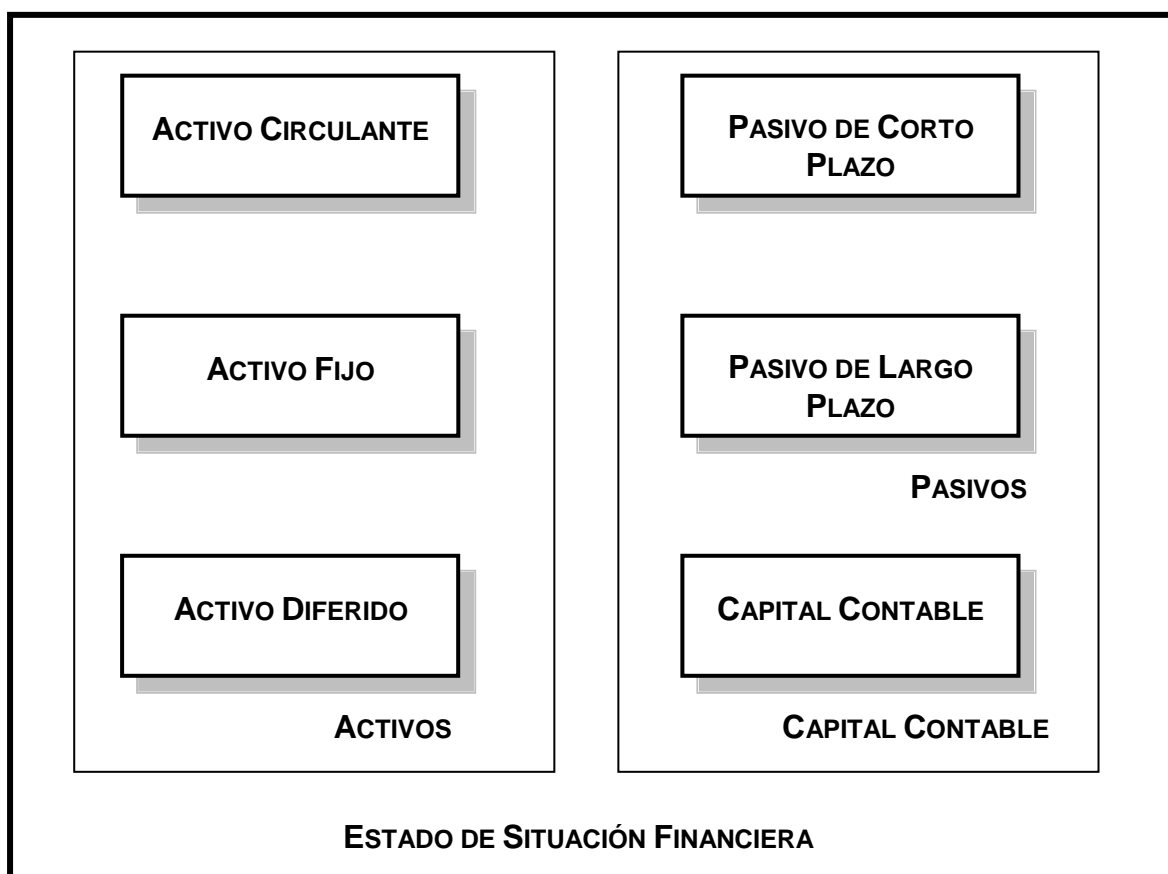 ACTIVO CIRCULANTE
ACTIVO FIJO
ACTIVO DIFERIDO
ACTIVOS
PASIVO DE CORTO
PLAZO
PASIVO DE LARGO
PLAZO
PASIVOS
CAPITAL CONTABLE
CAPITAL CONTABLE
ESTADO DE SITUACIÓN FINANCIERA